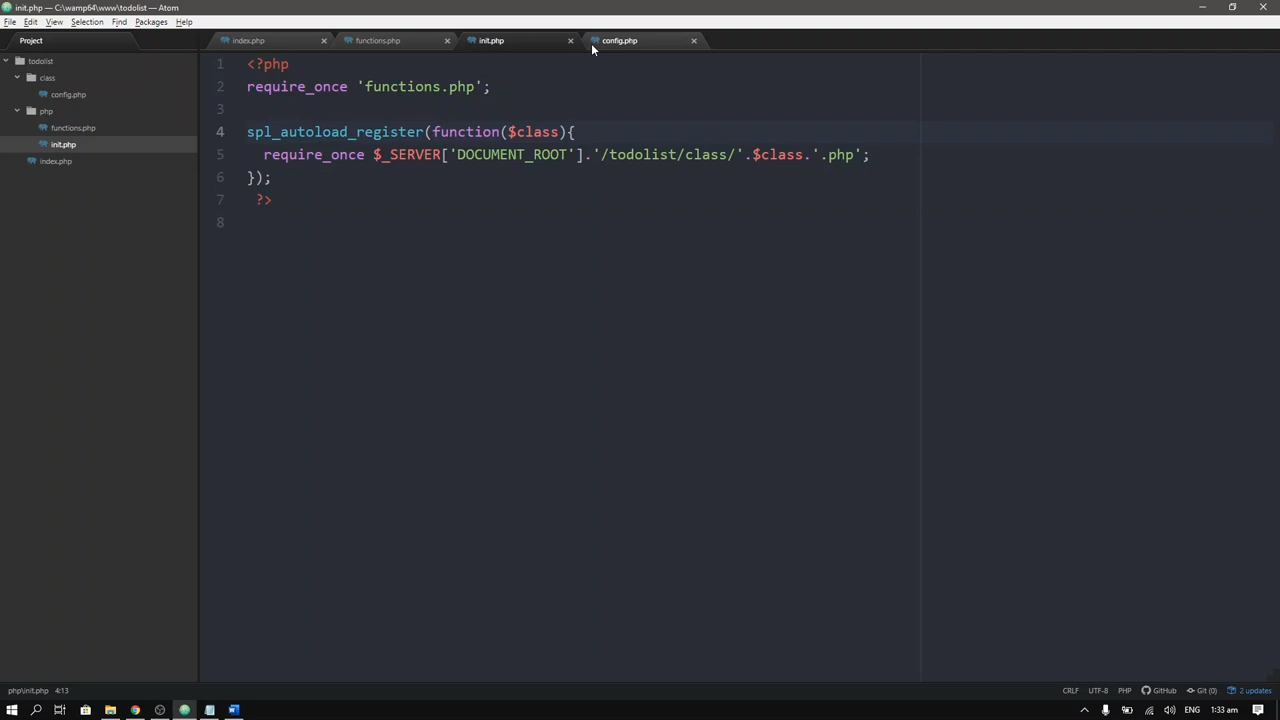 init.php — C:\wamp64\www\todolist — Atom
File Edit View Selection Find Packages Help
Project
index.php
functions.php
init.php
config.php
todolist
class
config.php
php
functions.php
init.php
index.php
1 <?php
2 require_once 'functions.php';
3
4 spl_autoload_register(function($class){
5 require_once $_SERVER['DOCUMENT_ROOT'].'/todolist/class/'.$class.'.php';
6 });
7 ?>
8
php\init.php 4:13
CRLF UTF-8 PHP GitHub Git (0) 2 updates
ENG 1:33 am